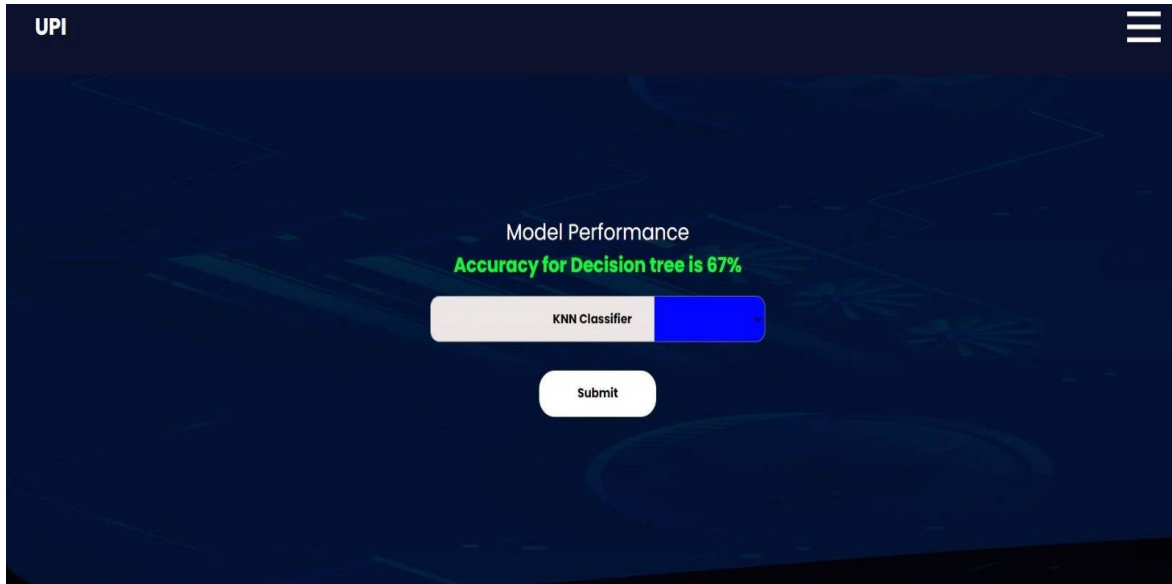 UPI
Model Performance
Accuracy for Decision tree is 67%
KNN Classifier
Submit